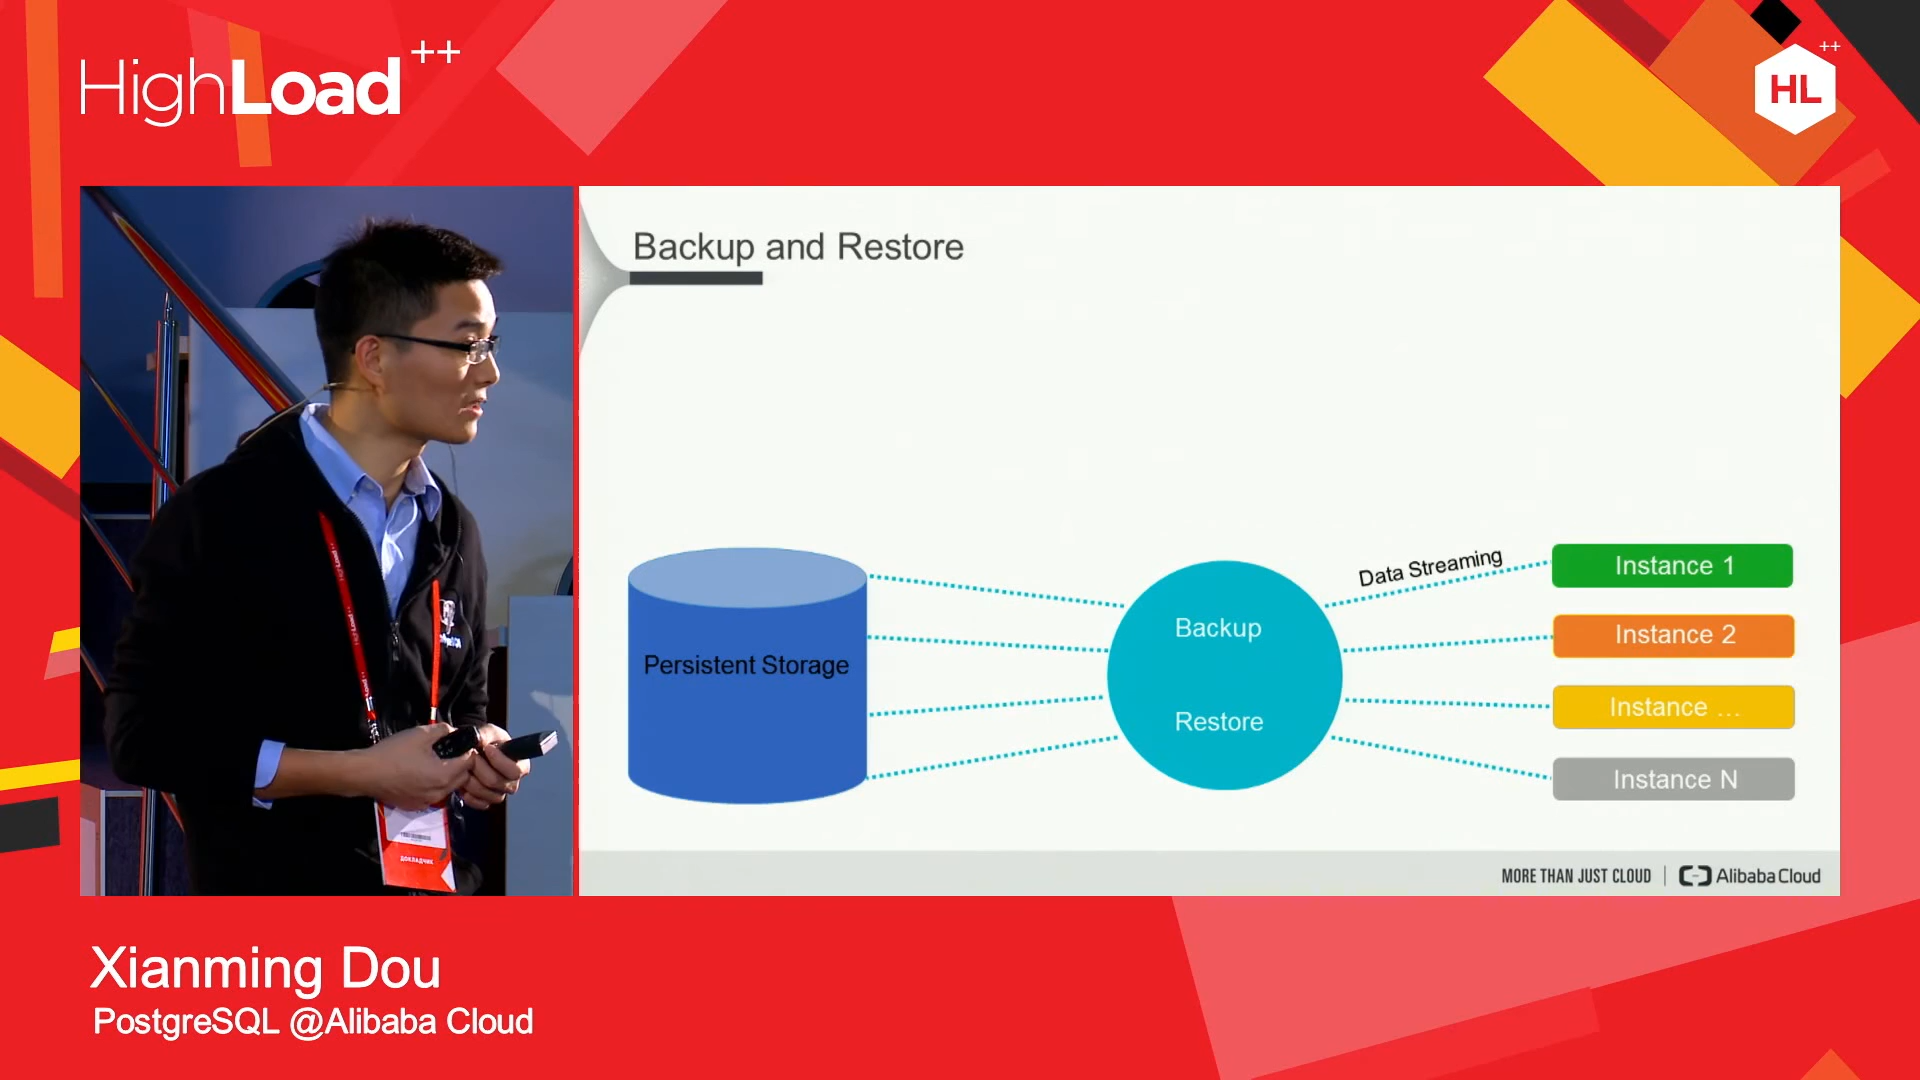 HighLoad++
HL++
Backup and Restore
Data Streaming
Instance 1
Backup
Instance 2
Persistent Storage
Instance ...
Restore
Instance N
MORE THAN JUST CLOUD | Alibaba Cloud
ДОКЛАДЧИК
Xianming Dou
PostgreSQL @Alibaba Cloud